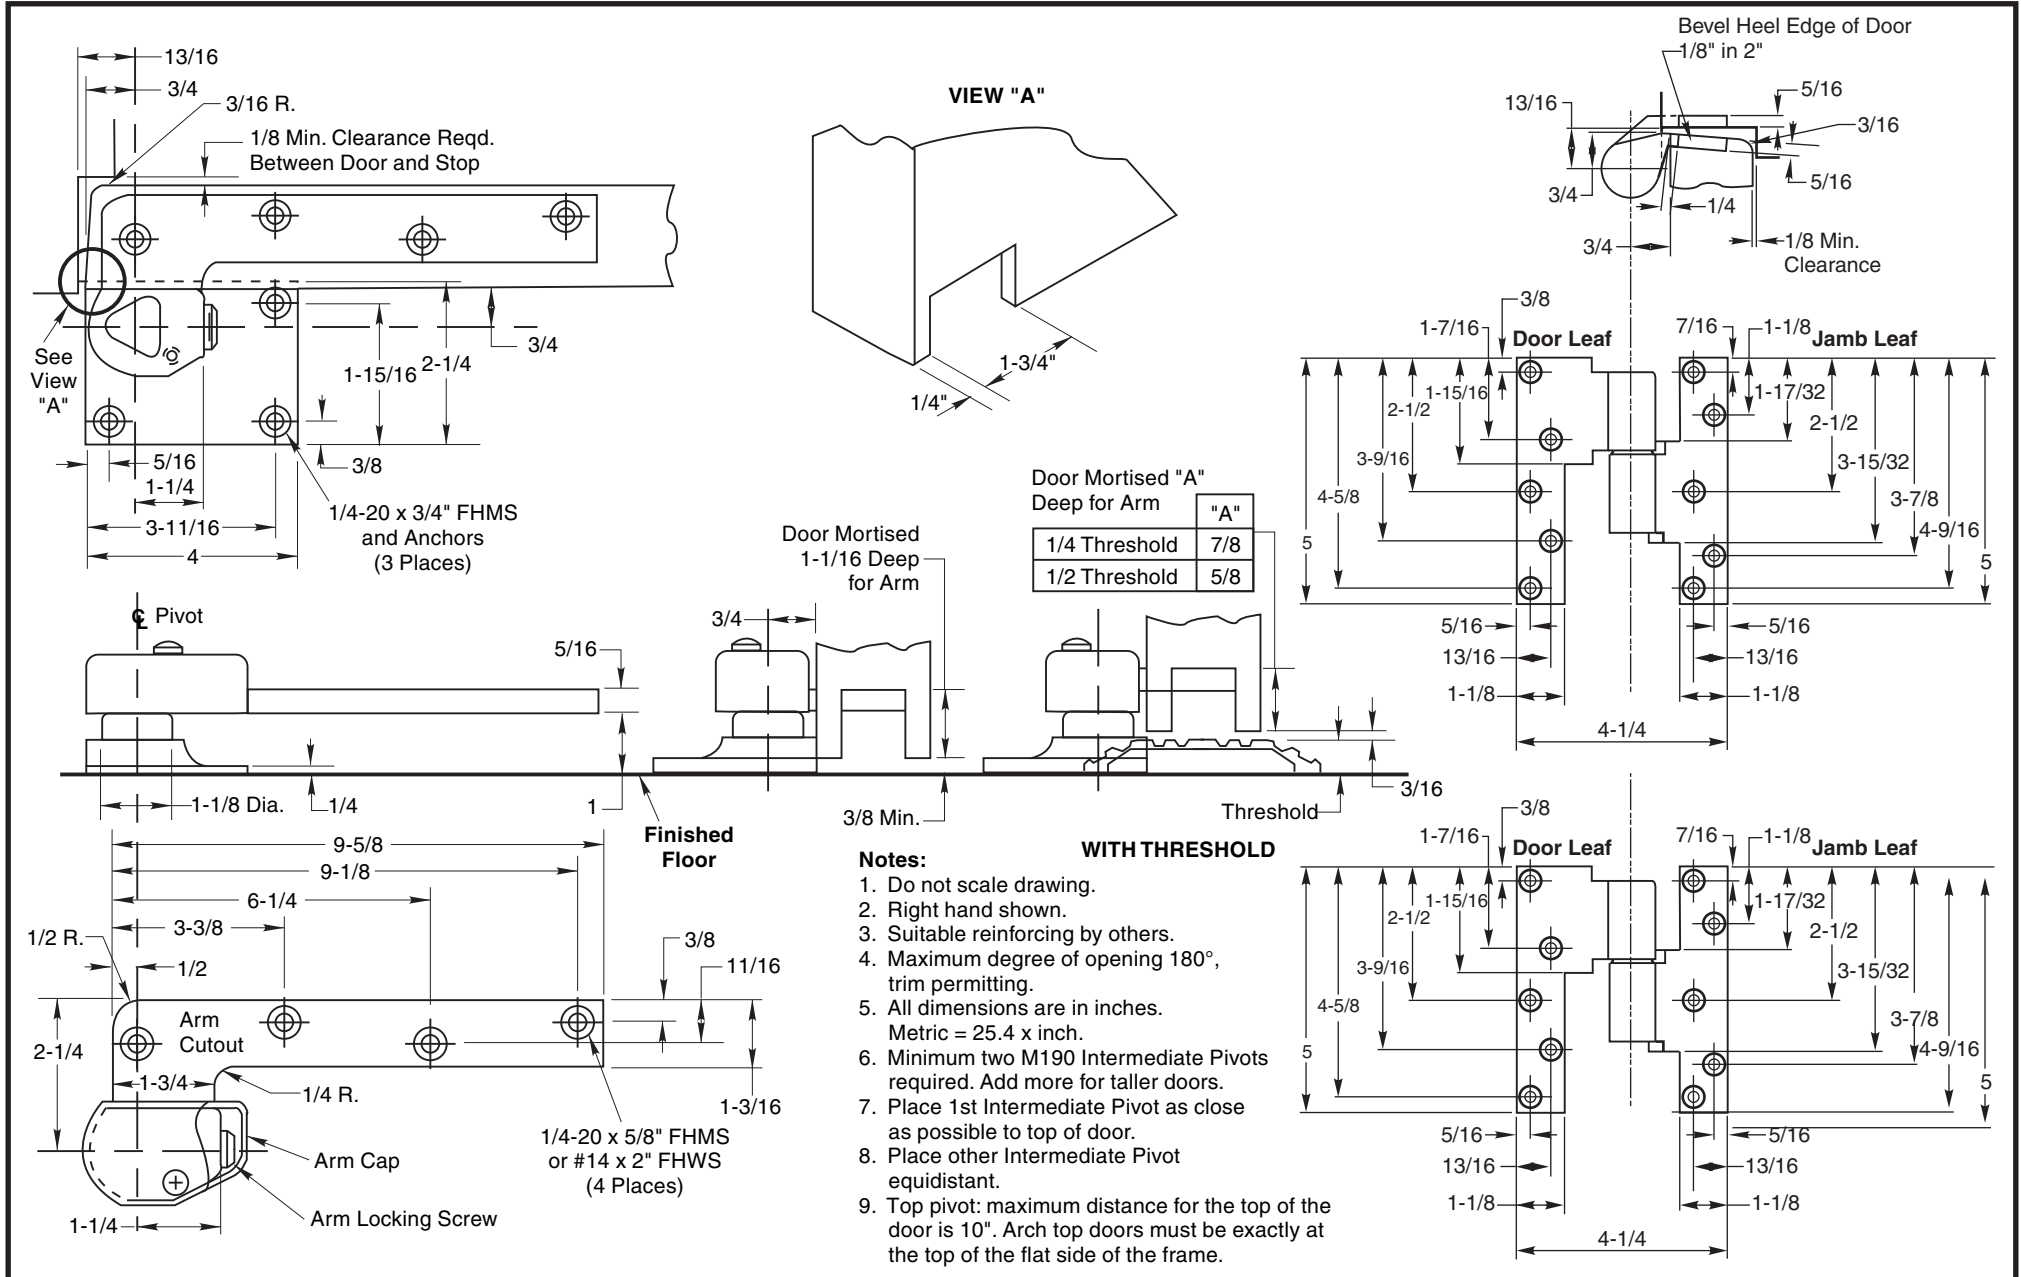 13/16
3/4
3/16 R.
1/8 Min. Clearance Reqd.
Between Door and Stop
See
View
"A"
3/4
2-1/4
1-15/16
3/8
5/16
1-1/4
3-11/16
4
1/4-20 x 3/4" FHMS
and Anchors
(3 Places)
VIEW "A"
1-3/4"
1/4"
Bevel Heel Edge of Door
1/8" in 2"
13/16
5/16
3/16
5/16
3/4
1/4
3/4
1/8 Min.
Clearance
3/8
1-7/16
Door Leaf
7/16
1-1/8
Jamb Leaf
1-15/16
2-1/2
3-9/16
4-5/8
5
1-17/32
2-1/2
3-15/32
3-7/8
4-9/16
5
5/16
5/16
13/16
13/16
1-1/8
1-1/8
4-1/4
℄ Pivot
5/16
1-1/8 Dia.
1/4
1
Finished
Floor
3/4
Door Mortised
1-1/16 Deep
for Arm
3/8 Min.
Door Mortised "A"
Deep for Arm
"A"
1/4 Threshold 7/8
1/2 Threshold 5/8
3/16
Threshold
WITH THRESHOLD
9-5/8
9-1/8
6-1/4
3-3/8
1/2 R.
1/2
3/8
11/16
Arm
Cutout
2-1/4
1-3/4
1/4 R.
1-3/16
1/4-20 x 5/8" FHMS
or #14 x 2" FHWS
(4 Places)
Arm Cap
Arm Locking Screw
1-1/4
Notes:
1. Do not scale drawing.
2. Right hand shown.
3. Suitable reinforcing by others.
4. Maximum degree of opening 180°,
trim permitting.
5. All dimensions are in inches.
Metric = 25.4 x inch.
6. Minimum two M190 Intermediate Pivots
required. Add more for taller doors.
7. Place 1st Intermediate Pivot as close
as possible to top of door.
8. Place other Intermediate Pivot
equidistant.
9. Top pivot: maximum distance for the top of the
door is 10". Arch top doors must be exactly at
the top of the flat side of the frame.
3/8
1-7/16
Door Leaf
7/16
1-1/8
Jamb Leaf
1-15/16
2-1/2
3-9/16
4-5/8
5
1-17/32
2-1/2
3-15/32
3-7/8
4-9/16
5
5/16
5/16
13/16
13/16
1-1/8
1-1/8
4-1/4